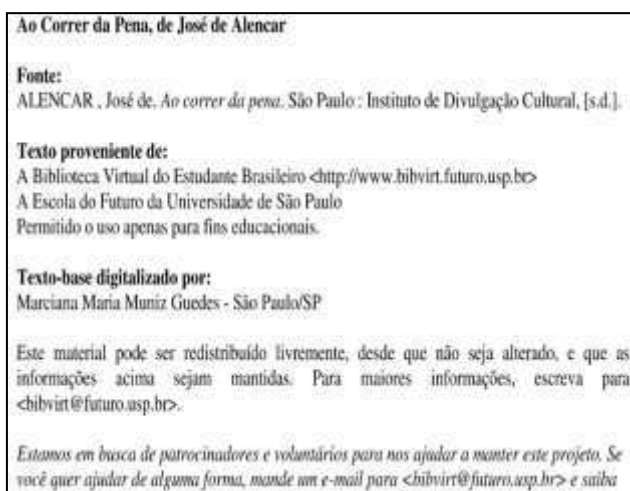 Ao Correr da Pena, de José de Alencar
Fonte:
ALENCAR , José de. Ao correr da pena. São Paulo : Instituto de Divulgação Cultural, [s.d.].
Texto proveniente de:
A Biblioteca Virtual do Estudante Brasileiro <http://www.bibvirt.futuro.usp.br>
A Escola do Futuro da Universidade de São Paulo
Permitido o uso apenas para fins educacionais.
Texto-base digitalizado por:
Marciana Maria Muniz Guedes - São Paulo/SP
Este material pode ser redistribuído livremente, desde que não seja alterado, e que as
informações acima sejam mantidas. Para maiores informações, escreva para
<bibvirt@futuro.usp.br>.
Estamos em busca de patrocinadores e voluntários para nos ajudar a manter este projeto. Se
você quer ajudar de alguma forma, mande um e-mail para <bibvirt@futuro.usp.br> e saiba